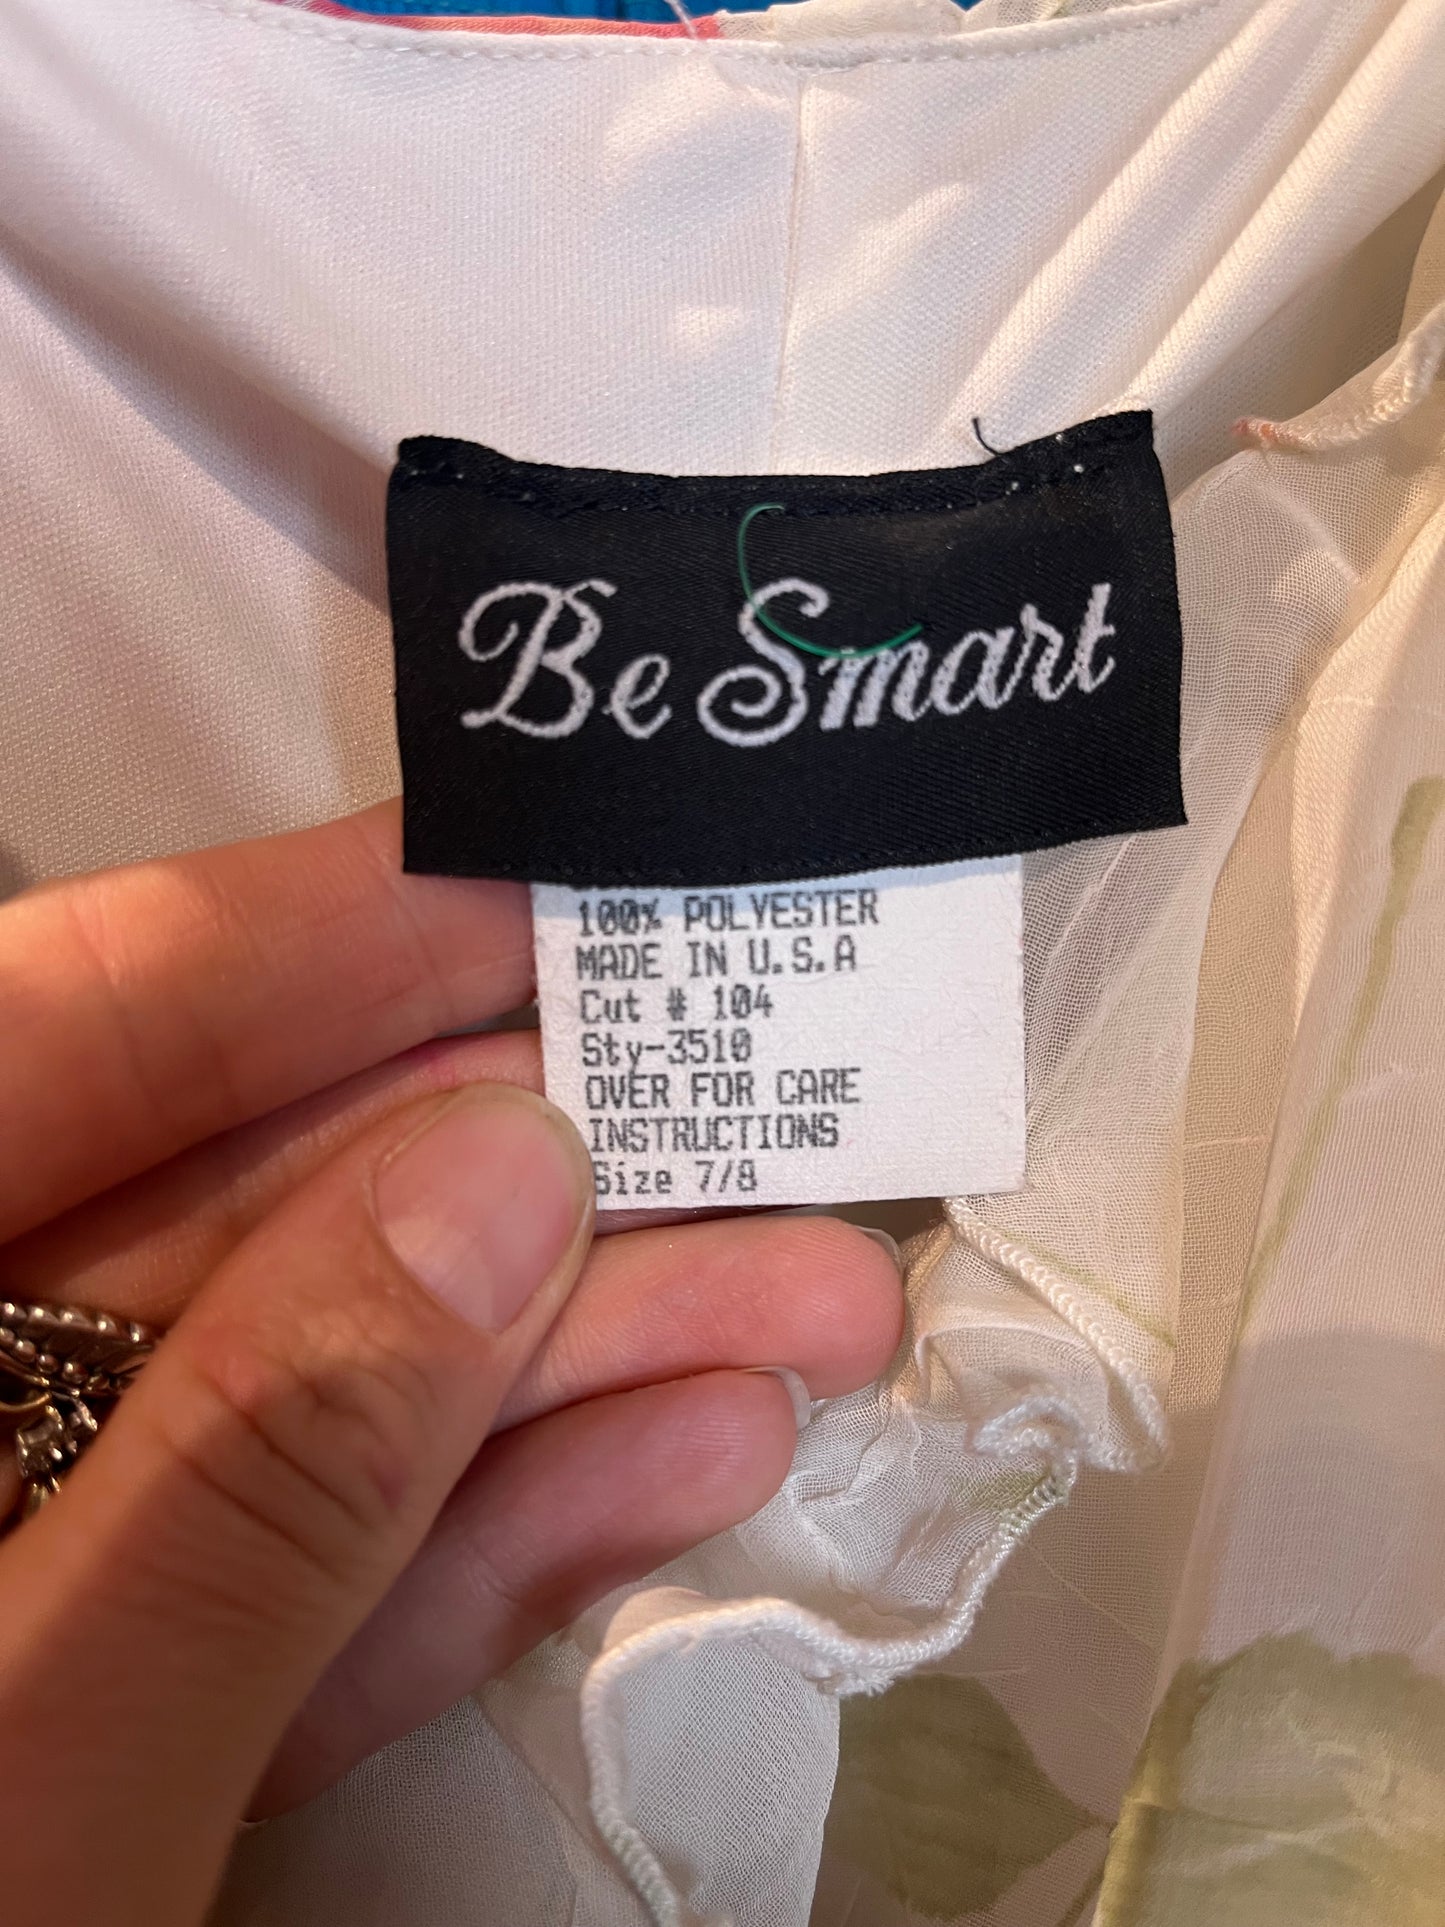 Be Smart
100% POLYESTER
MADE IN U.S.A
Cut # 104
Sty-3510
OVER FOR CARE
INSTRUCTIONS
Size 7/8